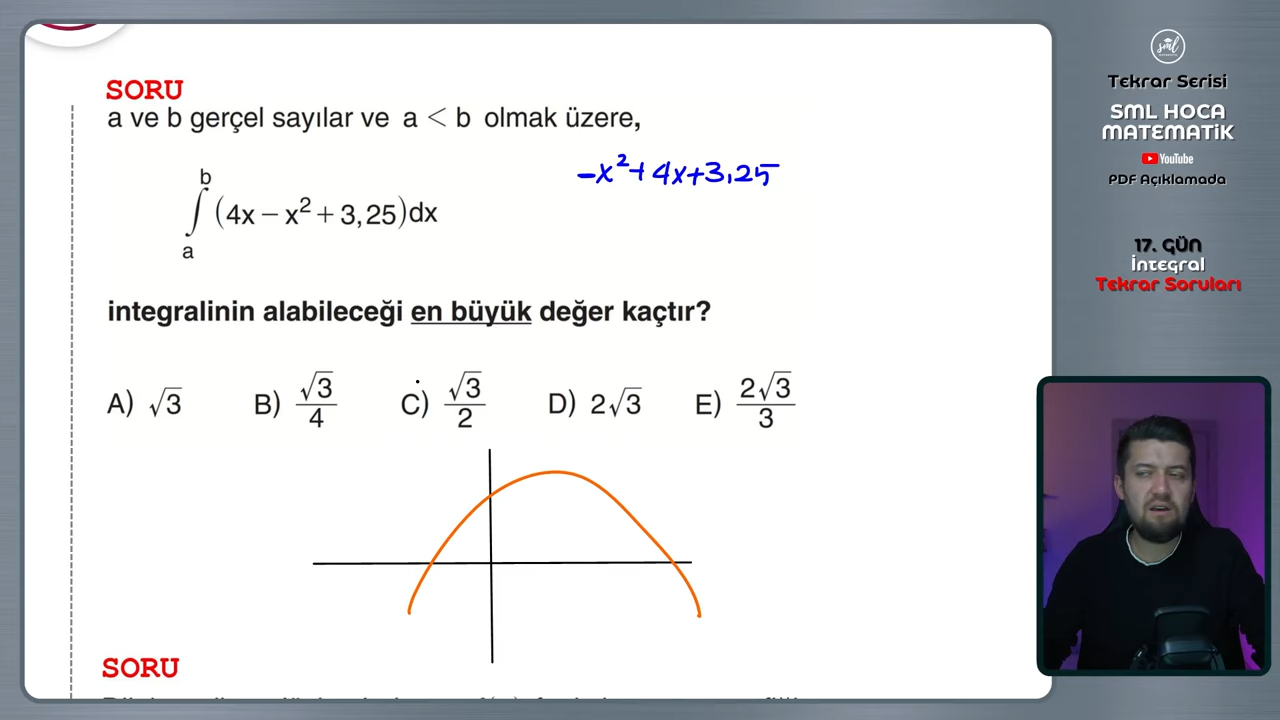 SORU
a ve b gerçel sayılar ve a < b olmak üzere,
-x²+4x+3,25
b
∫(4x − x² + 3,25)dx
a
integralinin alabileceği en büyük değer kaçtır?
A) √3 B) √3/4 C) √3/2 D) 2√3 E) 2√3/3
SORU
sml
Tekrar Serisi
SML HOCA
MATEMATİK
YouTube
PDF Açıklamada
17. GÜN
İntegral
Tekrar Soruları